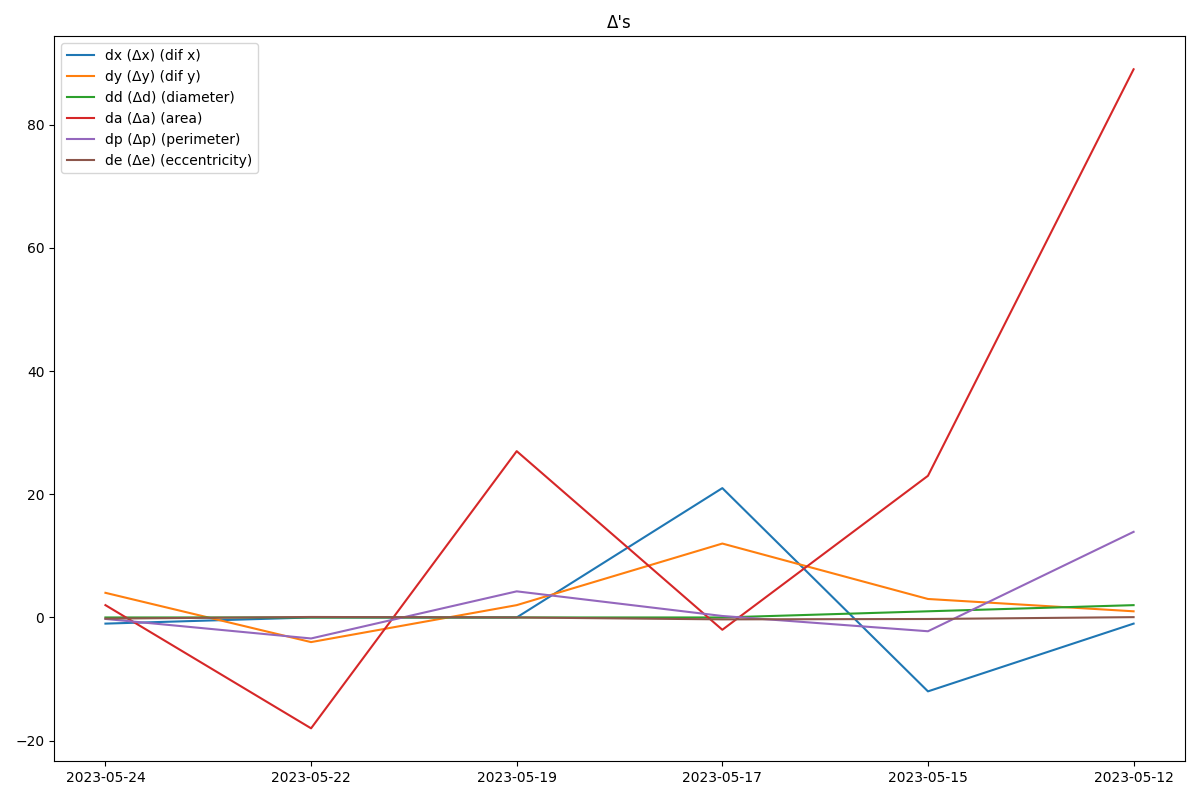 Δ's
dx (Δx) (dif x)
dy (Δy) (dif y)
dd (Δd) (diameter)
da (Δa) (area)
dp (Δp) (perimeter)
de (Δe) (eccentricity)
80
60
40
20
0
−20
2023-05-24 2023-05-22 2023-05-19 2023-05-17 2023-05-15 2023-05-12